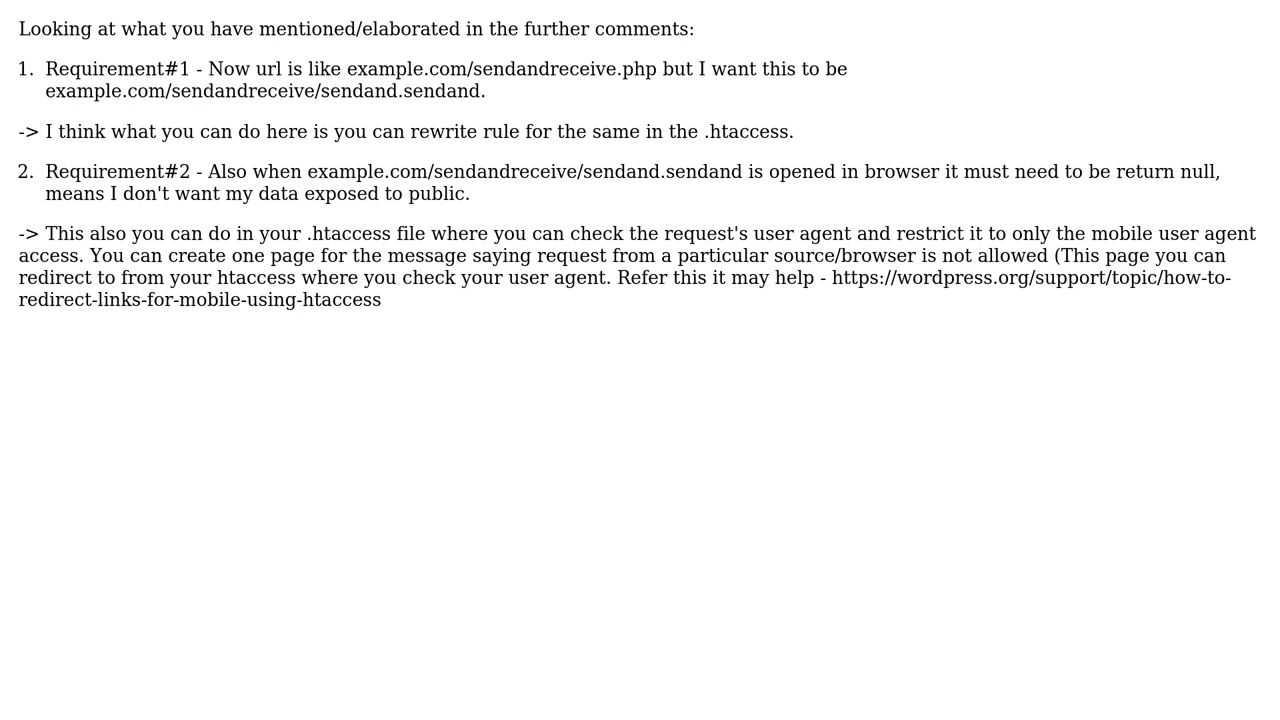 Looking at what you have mentioned/elaborated in the further comments:
1. Requirement#1 - Now url is like example.com/sendandreceive.php but I want this to be
example.com/sendandreceive/sendand.sendand.
-> I think what you can do here is you can rewrite rule for the same in the .htaccess.
2. Requirement#2 - Also when example.com/sendandreceive/sendand.sendand is opened in browser it must need to be return null,
means I don't want my data exposed to public.
-> This also you can do in your .htaccess file where you can check the request's user agent and restrict it to only the mobile user agent
access. You can create one page for the message saying request from a particular source/browser is not allowed (This page you can
redirect to from your htaccess where you check your user agent. Refer this it may help - https://wordpress.org/support/topic/how-to-
redirect-links-for-mobile-using-htaccess